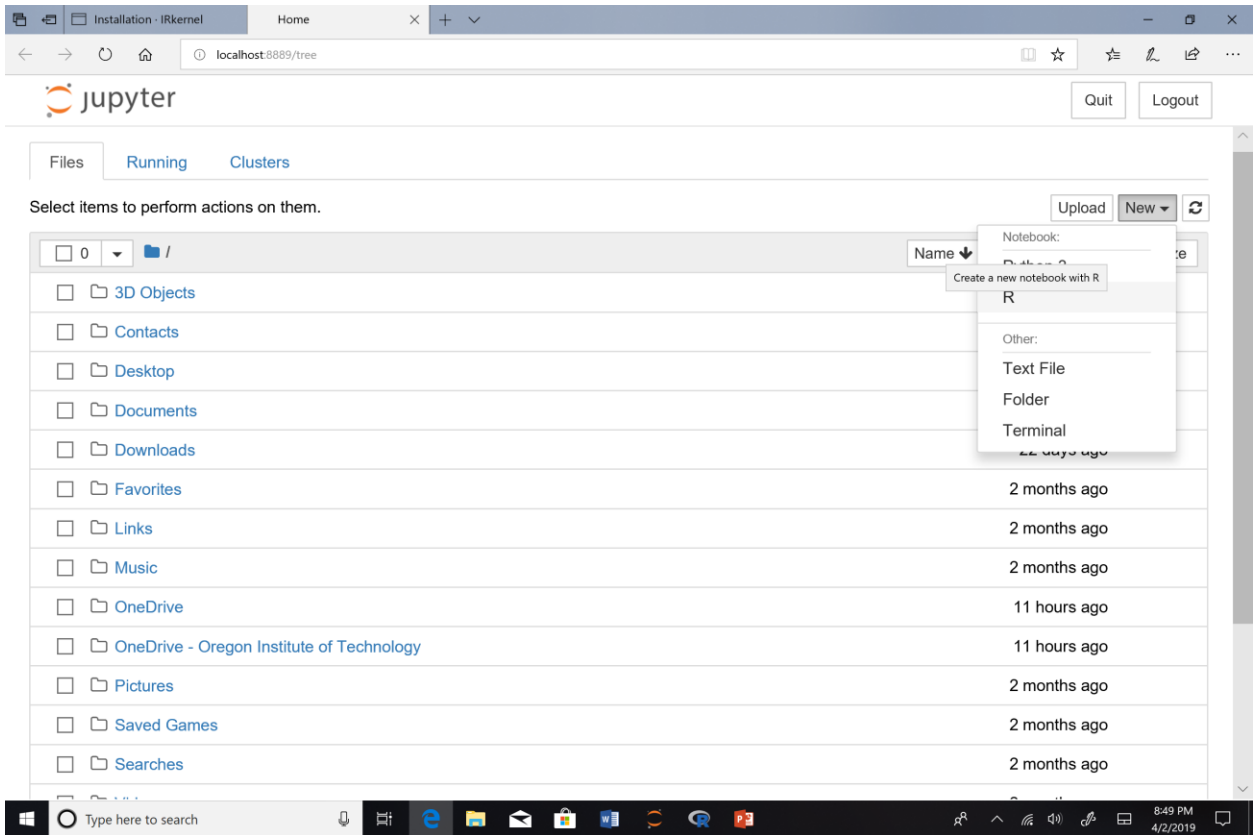 Installation · IRkernel
Home
localhost:8889/tree
jupyter
Quit
Logout
Files
Running
Clusters
Select items to perform actions on them.
Upload
New
0
/
Name
Notebook:
Create a new notebook with R
R
Other:
Text File
Folder
Terminal
3D Objects
Contacts
Desktop
Documents
Downloads
22 days ago
Favorites 2 months ago
Links 2 months ago
Music 2 months ago
OneDrive 11 hours ago
OneDrive - Oregon Institute of Technology 11 hours ago
Pictures 2 months ago
Saved Games 2 months ago
Searches 2 months ago
Type here to search
8:49 PM
4/2/2019